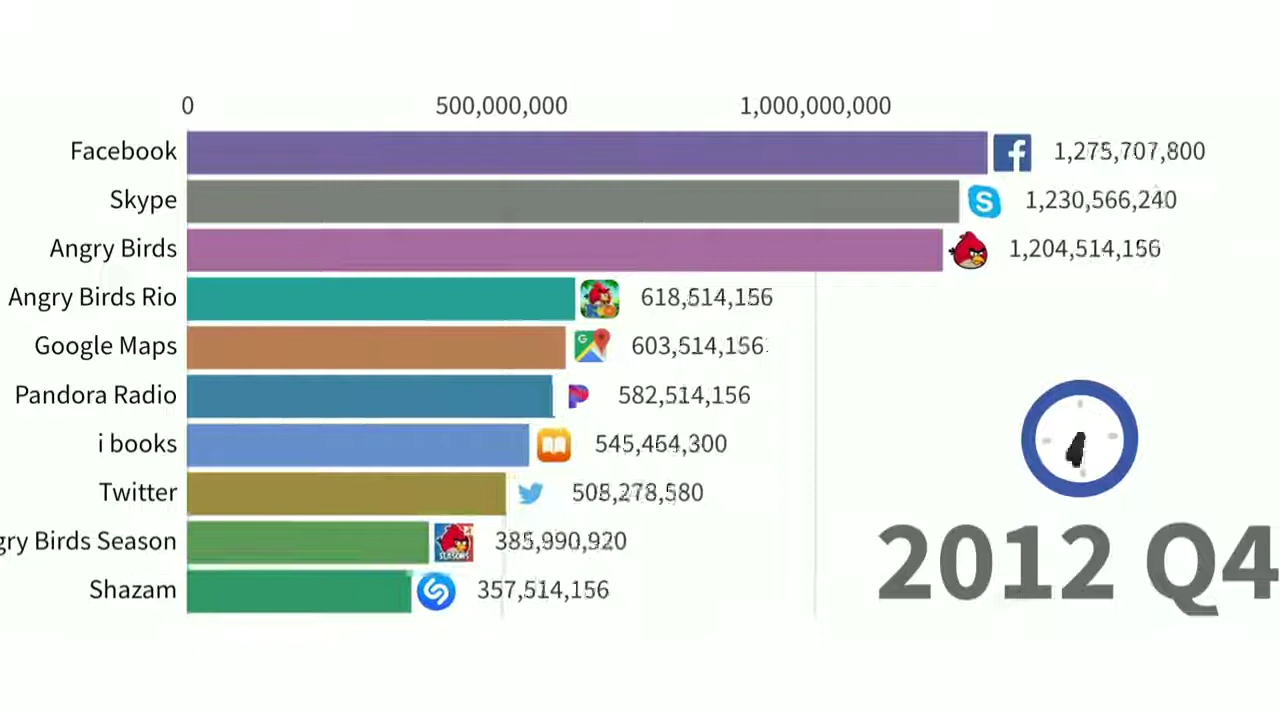 0 500,000,000 1,000,000,000
Facebook 1,275,707,800
Skype 1,230,566,240
Angry Birds 1,204,514,156
Angry Birds Rio 618,514,156
Google Maps 603,514,156
Pandora Radio 582,514,156
i books 545,464,300
Twitter 505,278,580
gry Birds Season 385,990,920
Shazam 357,514,156
2012 Q4